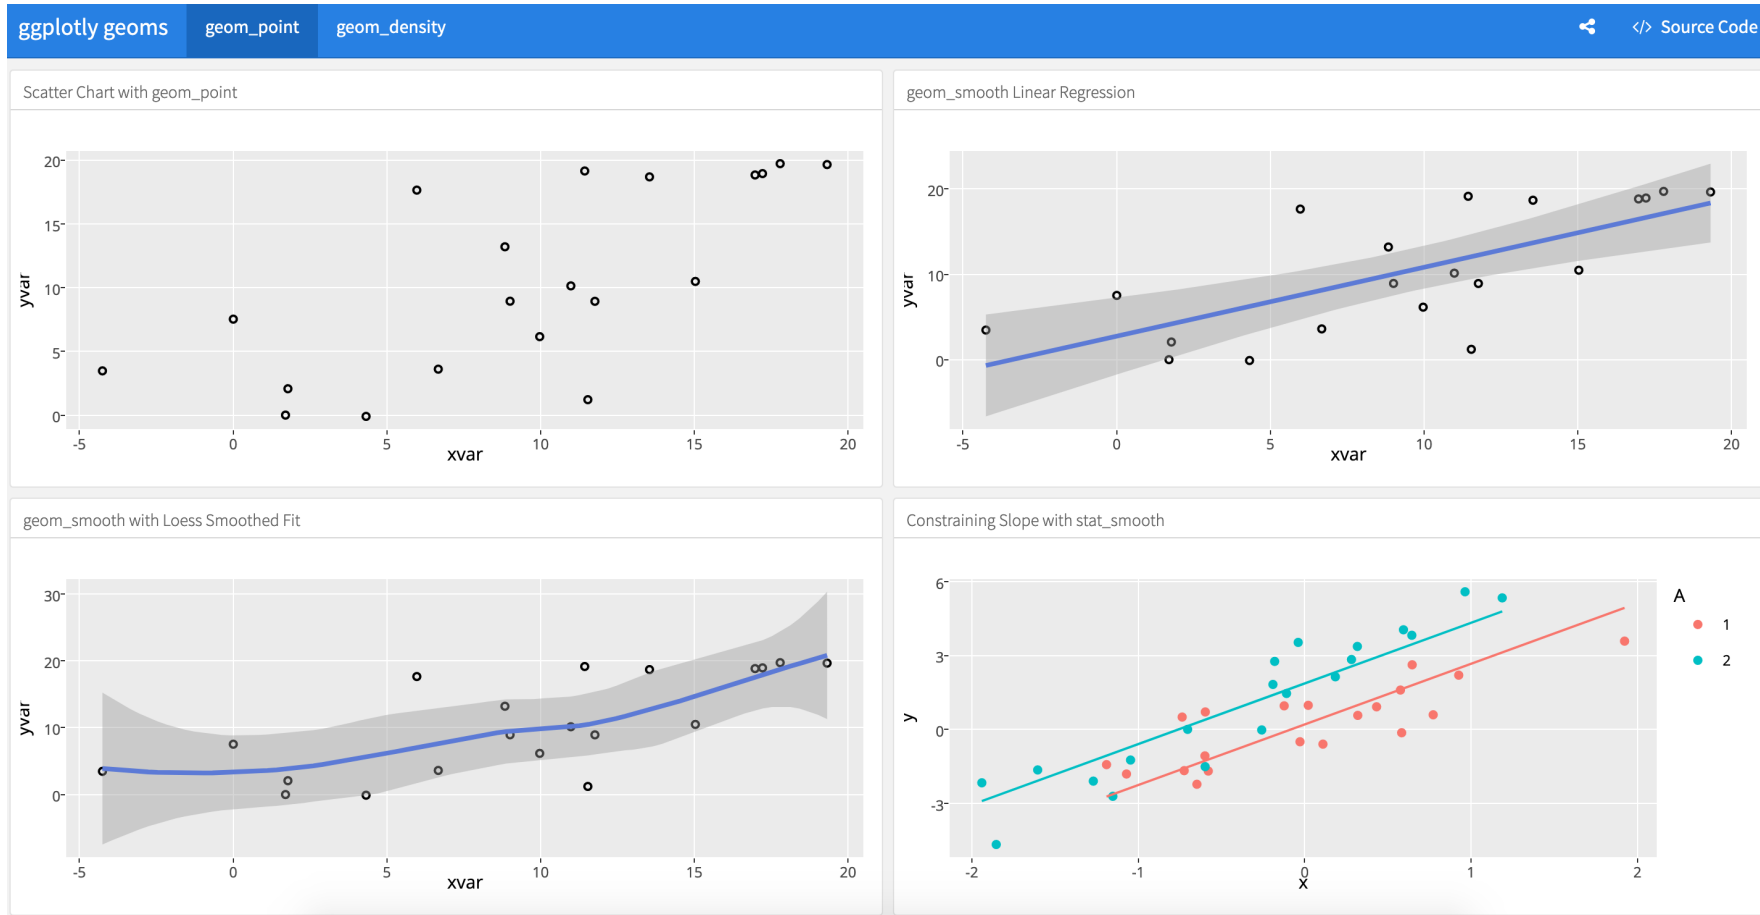 ggplotly geoms geom_point geom_density </> Source Code
Scatter Chart with geom_point
20
15
10
5
0
yvar
-5 0 5 10 15 20
xvar
geom_smooth Linear Regression
20
10
0
yvar
-5 0 5 10 15 20
xvar
geom_smooth with Loess Smoothed Fit
30
20
10
0
yvar
-5 0 5 10 15 20
xvar
Constraining Slope with stat_smooth
6
3
0
-3
y
-2 -1 0 1 2
x
A
1
2